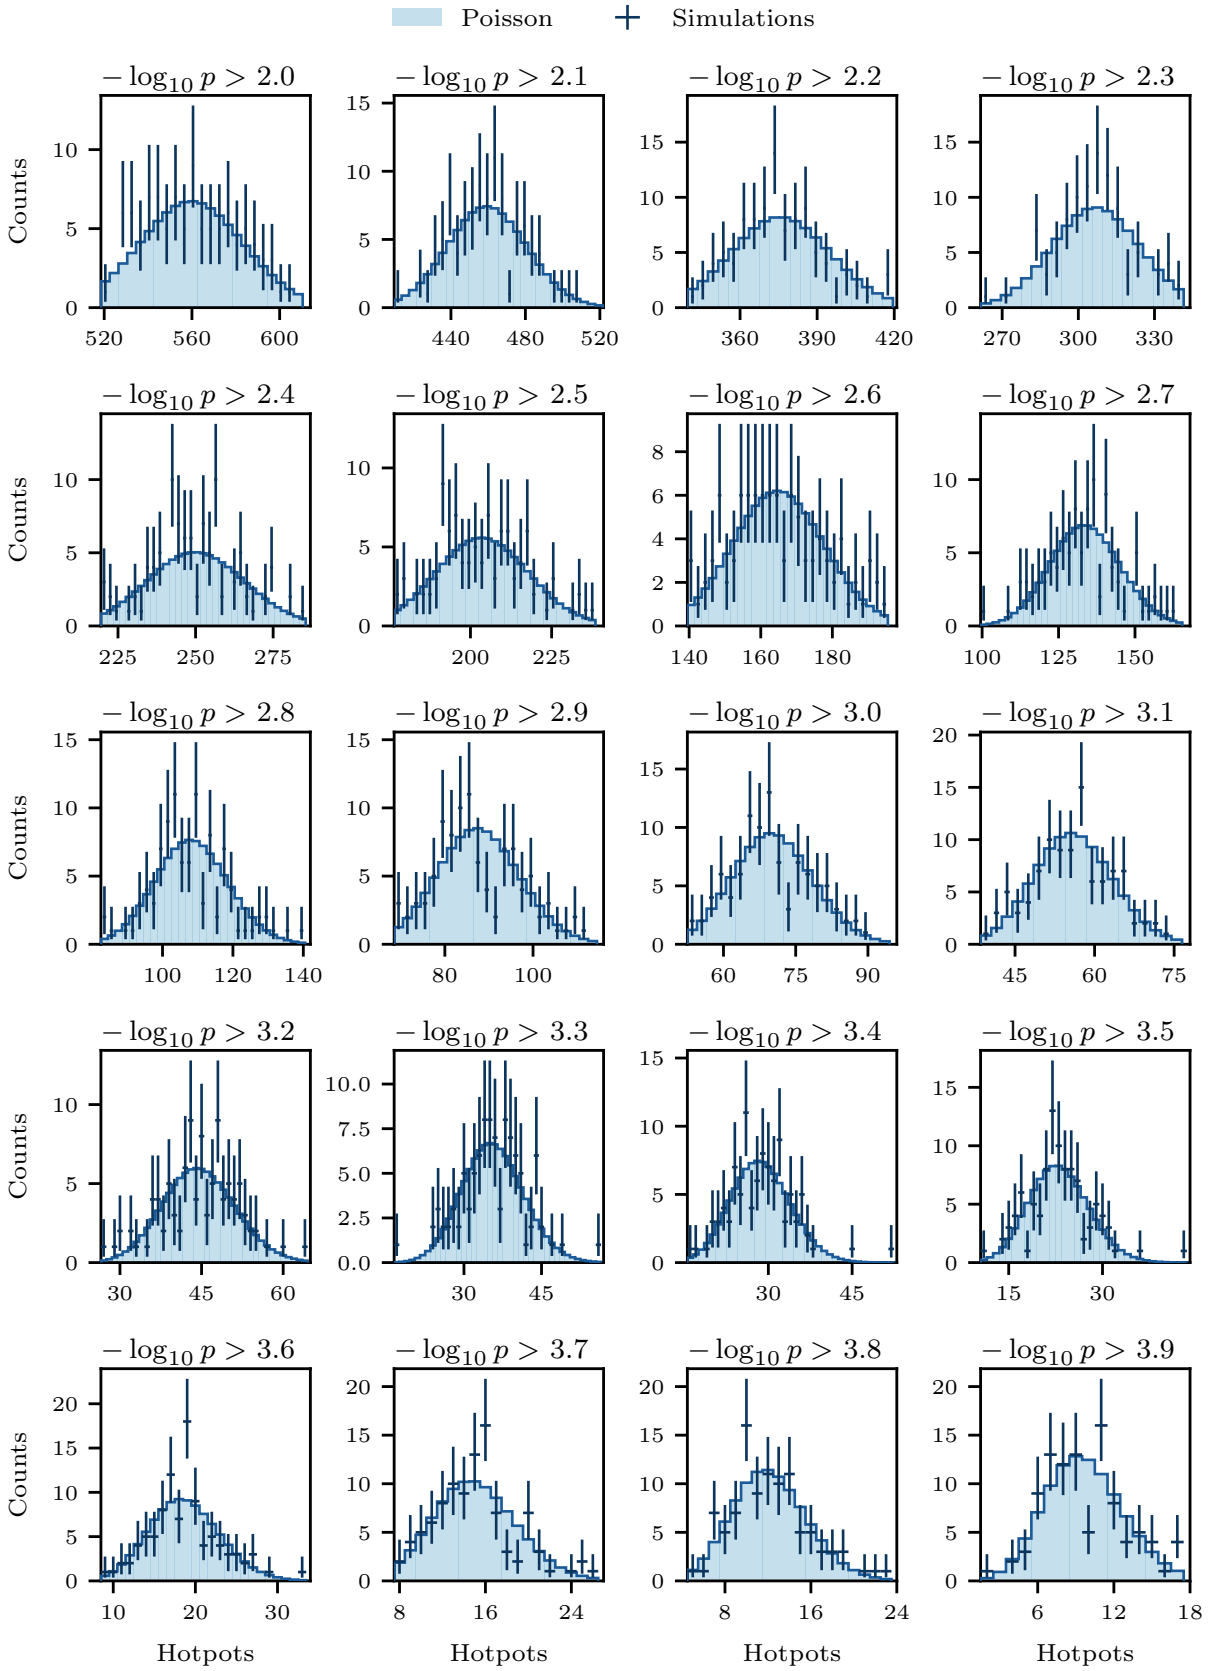 Poisson Simulations
− log₁₀ p > 2.0 − log₁₀ p > 2.1 − log₁₀ p > 2.2 − log₁₀ p > 2.3
Counts
10
5
0
520 560 600
15
10
5
0
440 480 520
15
10
5
0
360 390 420
15
10
5
0
270 300 330
− log₁₀ p > 2.4 − log₁₀ p > 2.5 − log₁₀ p > 2.6 − log₁₀ p > 2.7
Counts
10
5
0
225 250 275
10
5
0
200 225
8
6
4
2
0
140 160 180
10
5
0
100 125 150
− log₁₀ p > 2.8 − log₁₀ p > 2.9 − log₁₀ p > 3.0 − log₁₀ p > 3.1
Counts
15
10
5
0
100 120 140
15
10
5
0
80 100
15
10
5
0
60 75 90
20
15
10
5
0
45 60 75
− log₁₀ p > 3.2 − log₁₀ p > 3.3 − log₁₀ p > 3.4 − log₁₀ p > 3.5
Counts
10
5
0
30 45 60
10.0
7.5
5.0
2.5
0.0
30 45
15
10
5
0
30 45
15
10
5
0
15 30
− log₁₀ p > 3.6 − log₁₀ p > 3.7 − log₁₀ p > 3.8 − log₁₀ p > 3.9
Counts
20
15
10
5
0
10 20 30
Hotpots
20
15
10
5
0
8 16 24
Hotpots
20
15
10
5
0
8 16 24
Hotpots
20
15
10
5
0
6 12 18
Hotpots